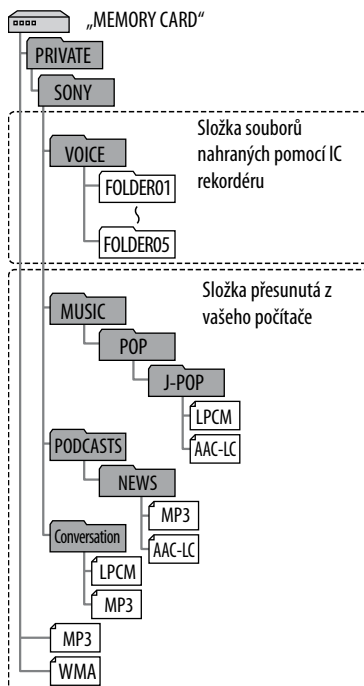 „MEMORY CARD“
PRIVATE
SONY
Složka souborů
nahraných pomocí IC
rekordéru
VOICE
FOLDER01
FOLDER05
Složka přesunutá z
vašeho počítače
MUSIC
POP
J-POP
LPCM
AAC-LC
PODCASTS
NEWS
MP3
AAC-LC
Conversation
LPCM
MP3
MP3
WMA